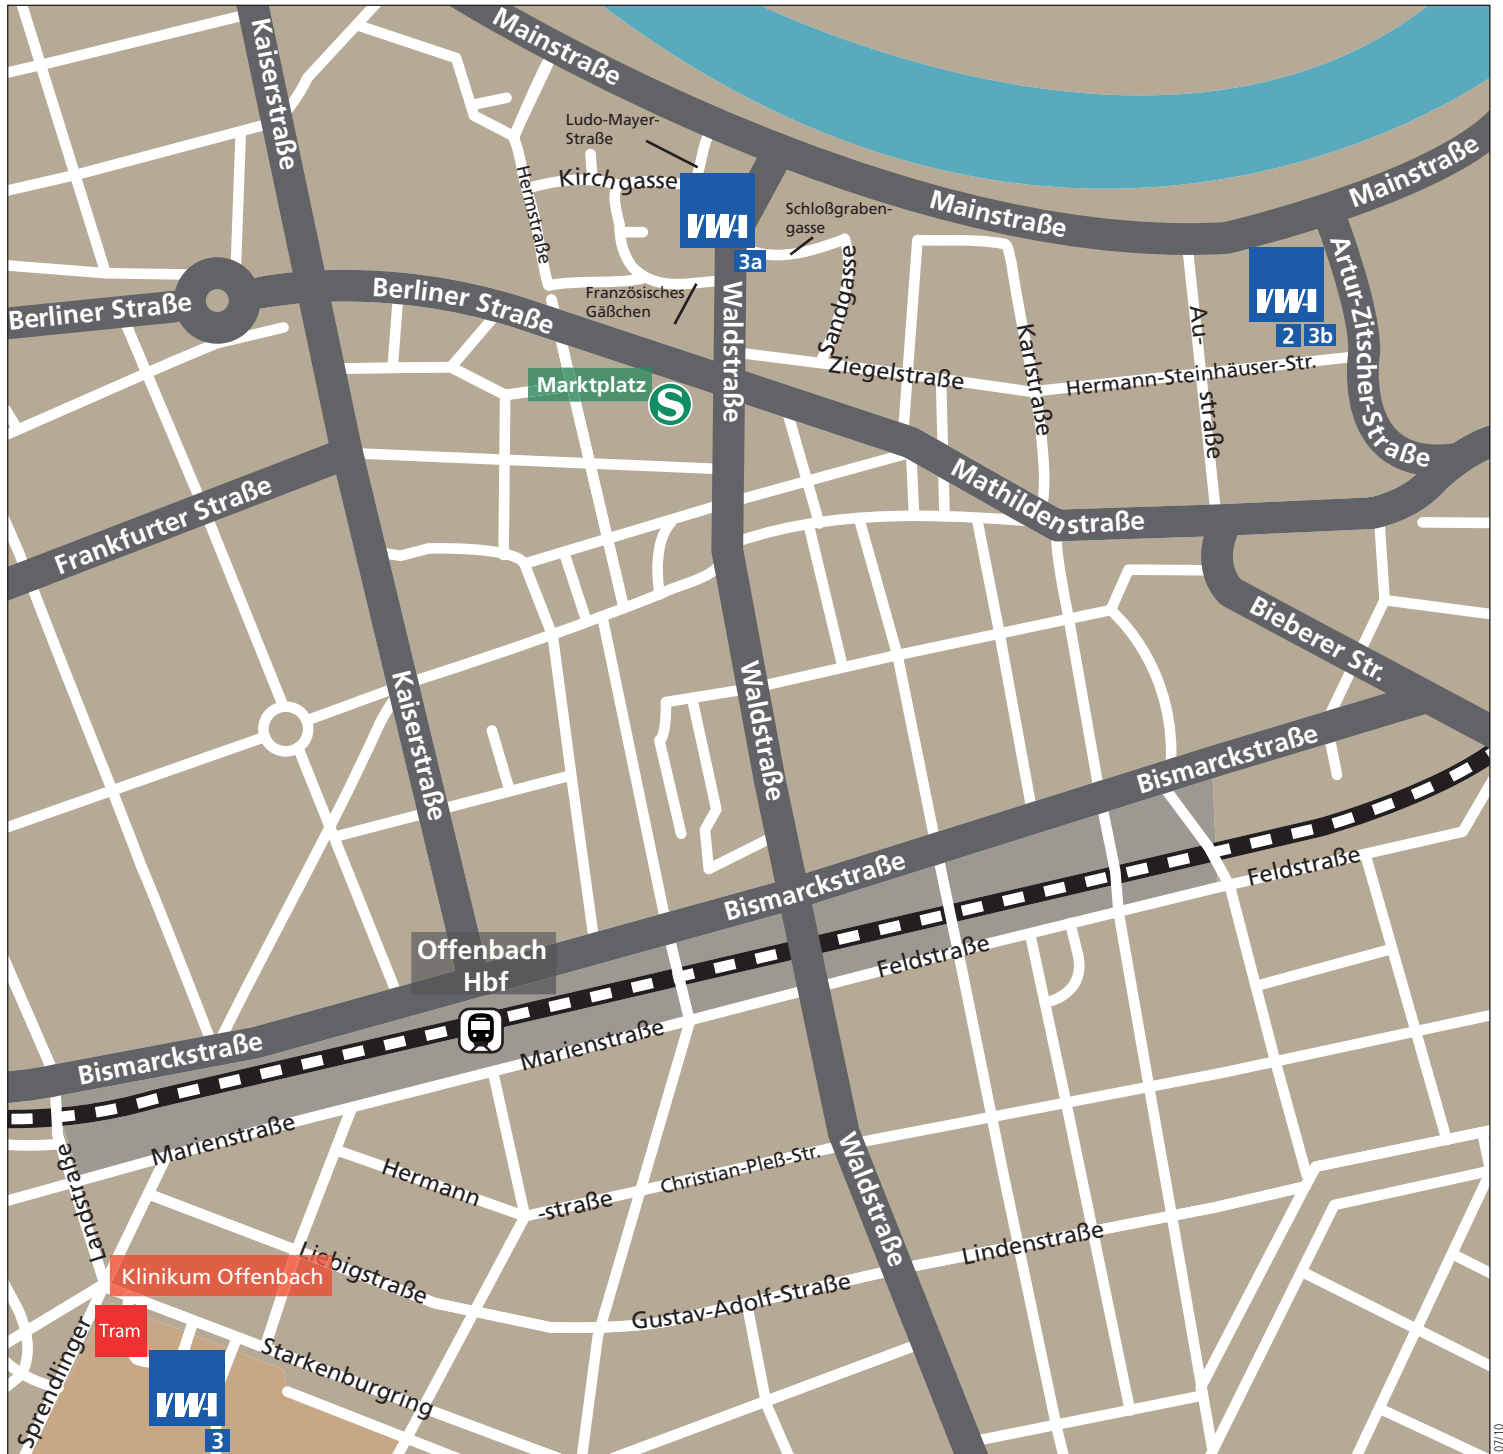 Mainstraße
Kaiserstraße
Ludo-Mayer-
Straße
Kirchgasse
Hermstraße
VWA
3a
Schloßgraben-
gasse
Mainstraße
Mainstraße
Sandgasse
Französisches
Gäßchen
Berliner Straße
Berliner Straße
Waldstraße
VWA
2 3b
Artur-Zitscher-Straße
Au-
straße
Karlstraße
Ziegelstraße
Hermann-Steinhäuser-Str.
Marktplatz
S
Frankfurter Straße
Mathildenstraße
Bieberer Str.
Kaiserstraße
Waldstraße
Bismarckstraße
Bismarckstraße
Feldstraße
Offenbach
Hbf
Feldstraße
Bismarckstraße
Marienstraße
Marienstraße
Landstraße
Hermann
-straße
Christian-Pleß-Str.
Waldstraße
Lindenstraße
Liebigstraße
Gustav-Adolf-Straße
Klinikum Offenbach
Tram
Sprendlinger
Starkenburgring
VWA
3
07/10